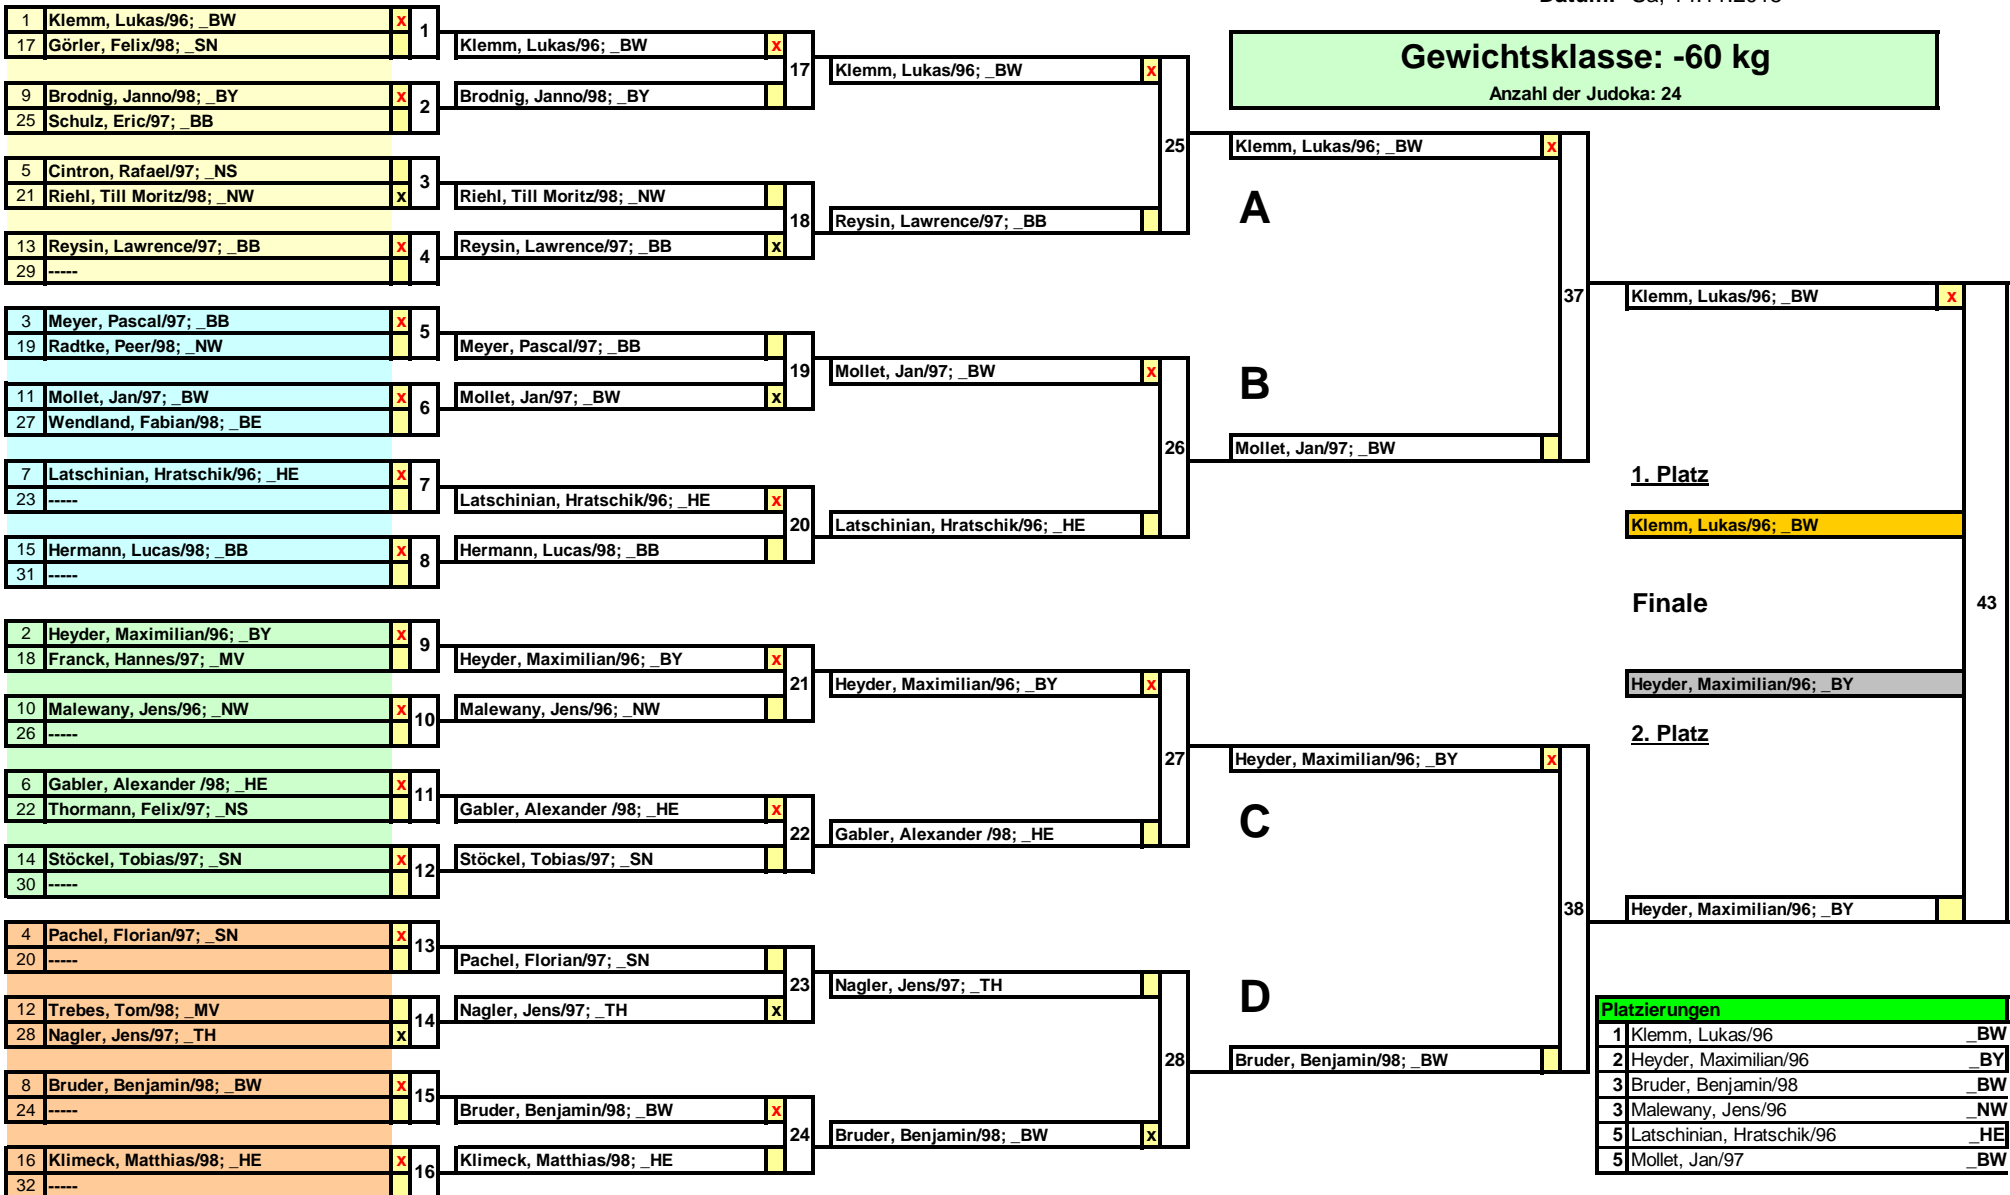 1 Klemm, Lukas/96; _BW x
17 Görler, Felix/98; _SN
1
9 Brodnig, Janno/98; _BY x
25 Schulz, Eric/97; _BB
2
5 Cintron, Rafael/97; _NS
21 Riehl, Till Moritz/98; _NW x
3
13 Reysin, Lawrence/97; _BB x
29 -----
4
3 Meyer, Pascal/97; _BB x
19 Radtke, Peer/98; _NW
5
11 Mollet, Jan/97; _BW x
27 Wendland, Fabian/98; _BE
6
7 Latschinian, Hratschik/96; _HE x
23 -----
7
15 Hermann, Lucas/98; _BB x
31 -----
8
2 Heyder, Maximilian/96; _BY x
18 Franck, Hannes/97; _MV
9
10 Malewany, Jens/96; _NW x
26 -----
10
6 Gabler, Alexander /98; _HE x
22 Thormann, Felix/97; _NS
11
14 Stöckel, Tobias/97; _SN x
30 -----
12
4 Pachel, Florian/97; _SN x
20 -----
13
12 Trebes, Tom/98; _MV
28 Nagler, Jens/97; _TH x
14
8 Bruder, Benjamin/98; _BW x
24 -----
15
16 Klimeck, Matthias/98; _HE x
32 -----
16
Klemm, Lukas/96; _BW x
17
Brodnig, Janno/98; _BY
Riehl, Till Moritz/98; _NW
18
Reysin, Lawrence/97; _BB x
Meyer, Pascal/97; _BB
19
Mollet, Jan/97; _BW x
Latschinian, Hratschik/96; _HE x
20
Hermann, Lucas/98; _BB
Heyder, Maximilian/96; _BY x
21
Malewany, Jens/96; _NW
Gabler, Alexander /98; _HE x
22
Stöckel, Tobias/97; _SN
Pachel, Florian/97; _SN
23
Nagler, Jens/97; _TH x
Bruder, Benjamin/98; _BW x
24
Klimeck, Matthias/98; _HE
Klemm, Lukas/96; _BW x
25
Reysin, Lawrence/97; _BB
Mollet, Jan/97; _BW x
26
Latschinian, Hratschik/96; _HE
Heyder, Maximilian/96; _BY x
27
Gabler, Alexander /98; _HE
Nagler, Jens/97; _TH
28
Bruder, Benjamin/98; _BW x
Gewichtsklasse: -60 kg
Anzahl der Judoka: 24
Klemm, Lukas/96; _BW x
A
37
B
Mollet, Jan/97; _BW
Heyder, Maximilian/96; _BY x
C
38
D
Bruder, Benjamin/98; _BW
Klemm, Lukas/96; _BW x
1. Platz
Klemm, Lukas/96; _BW
Finale 43
Heyder, Maximilian/96; _BY
2. Platz
Heyder, Maximilian/96; _BY
Platzierungen
1 Klemm, Lukas/96 _BW
2 Heyder, Maximilian/96 _BY
3 Bruder, Benjamin/98 _BW
3 Malewany, Jens/96 _NW
5 Latschinian, Hratschik/96 _HE
5 Mollet, Jan/97 _BW